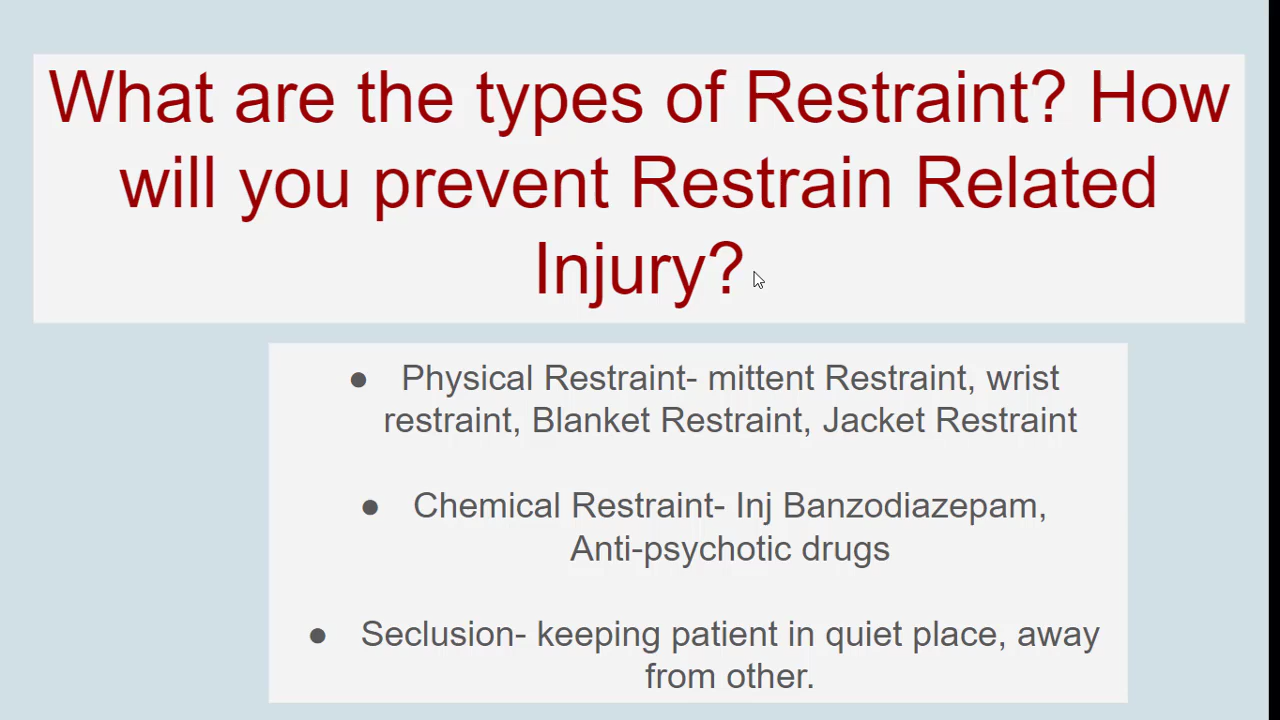 What are the types of Restraint? How
will you prevent Restrain Related
Injury?
● Physical Restraint- mittent Restraint, wrist
restraint, Blanket Restraint, Jacket Restraint
● Chemical Restraint- Inj Banzodiazepam,
Anti-psychotic drugs
● Seclusion- keeping patient in quiet place, away
from other.